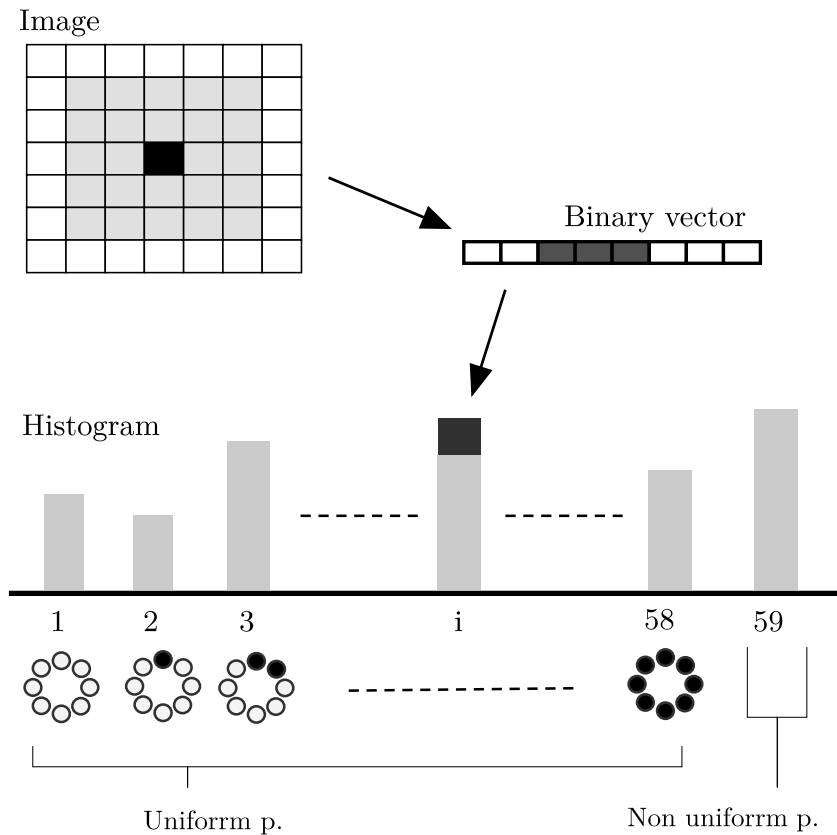 Image
Binary vector
Histogram
1 2 3 i 58 59
Uniforrm p.
Non uniforrm p.